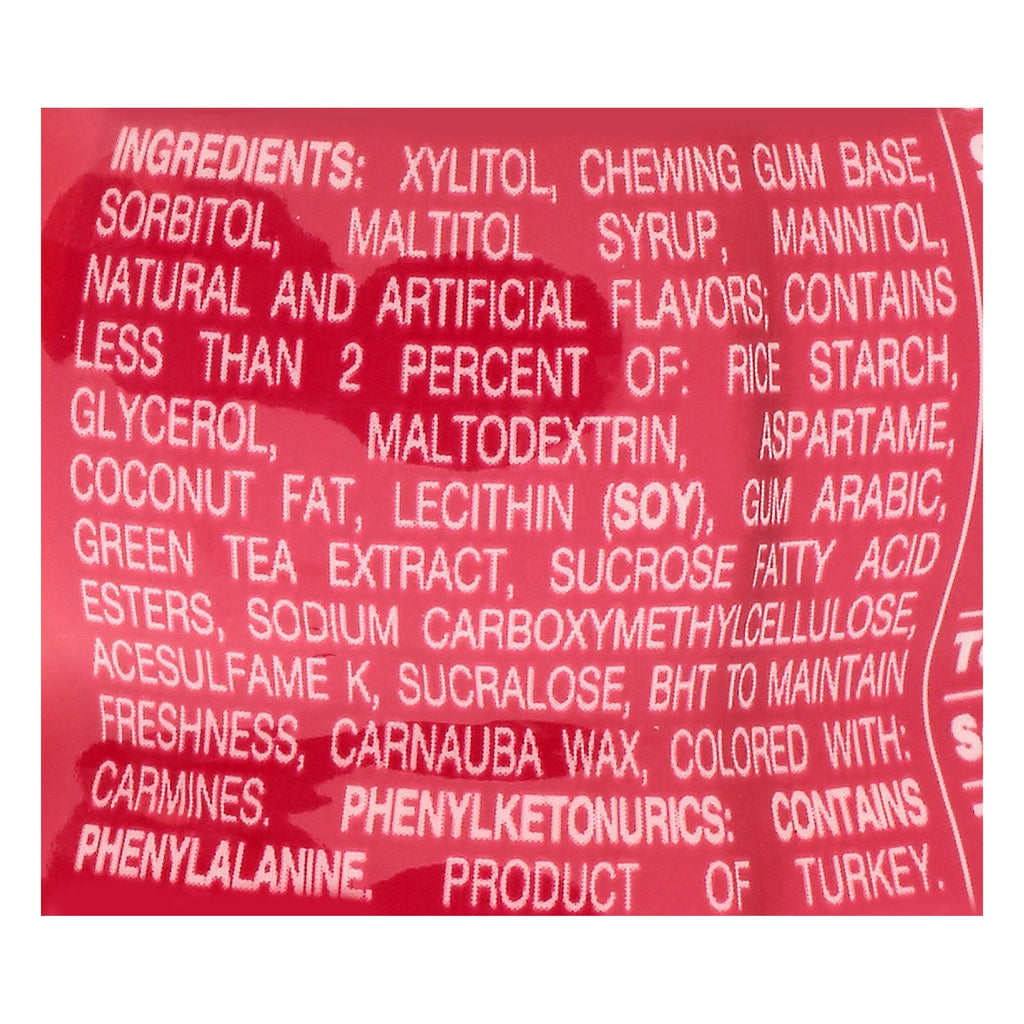 INGREDIENTS: XYLITOL, CHEWING GUM BASE,
SORBITOL, MALTITOL SYRUP, MANNITOL,
NATURAL AND ARTIFICIAL FLAVORS; CONTAINS
LESS THAN 2 PERCENT OF: RICE STARCH,
GLYCEROL, MALTODEXTRIN, ASPARTAME,
COCONUT FAT, LECITHIN (SOY), GUM ARABIC,
GREEN TEA EXTRACT, SUCROSE FATTY ACID
ESTERS, SODIUM CARBOXYMETHYLCELLULOSE,
ACESULFAME K, SUCRALOSE, BHT TO MAINTAIN
FRESHNESS, CARNAUBA WAX, COLORED WITH:
CARMINES. PHENYLKETONURICS: CONTAINS
PHENYLALANINE. PRODUCT OF TURKEY.